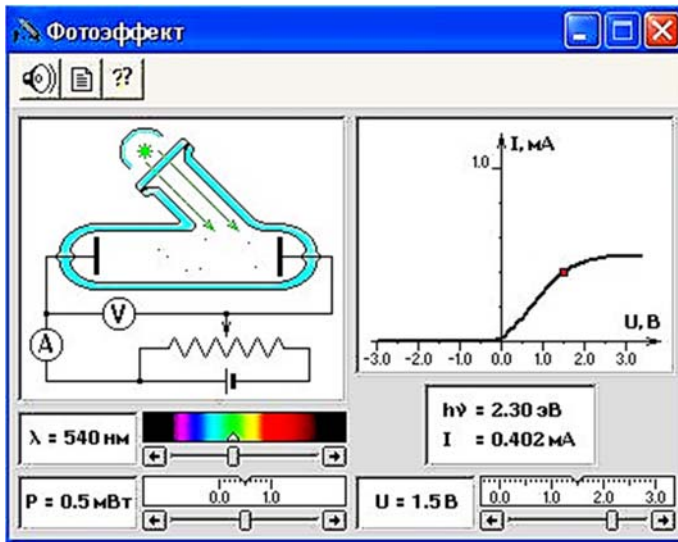 Фотоэффект
??
I, мА
1.0
U, В
-3.0 -2.0 -1.0 0.0 1.0 2.0 3.0
V
A
hν = 2.30 эВ
I = 0.402 мА
λ = 540 нм
P = 0.5 мВт
0.0 1.0
U = 1.5 В
0.0 1.0 2.0 3.0